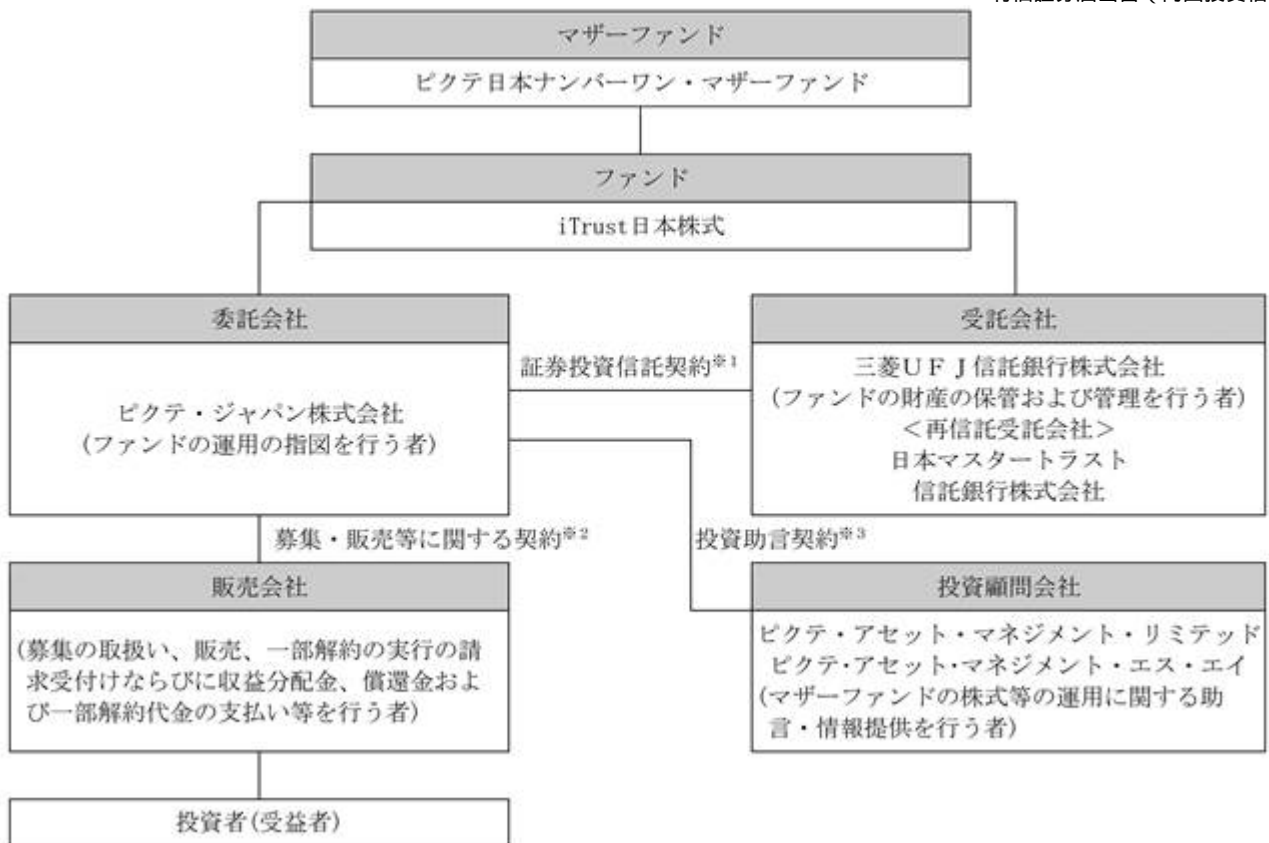 マザーファンド
ピクテ日本ナンバーワン・マザーファンド
ファンド
iTrust日本株式
委託会社
ピクテ・ジャパン株式会社
(ファンドの運用の指図を行う者)
証券投資信託契約※1
受託会社
三菱UFJ信託銀行株式会社
(ファンドの財産の保管および管理を行う者)
<再信託受託会社>
日本マスタートラスト
信託銀行株式会社
募集・販売等に関する契約※2
投資助言契約※3
販売会社
(募集の取扱い、販売、一部解約の実行の請
求受付けならびに収益分配金、償還金およ
び一部解約代金の支払い等を行う者)
投資顧問会社
ピクテ・アセット・マネジメント・リミテッド
ピクテ・アセット・マネジメント・エス・エイ
(マザーファンドの株式等の運用に関する助
言・情報提供を行う者)
投資者(受益者)